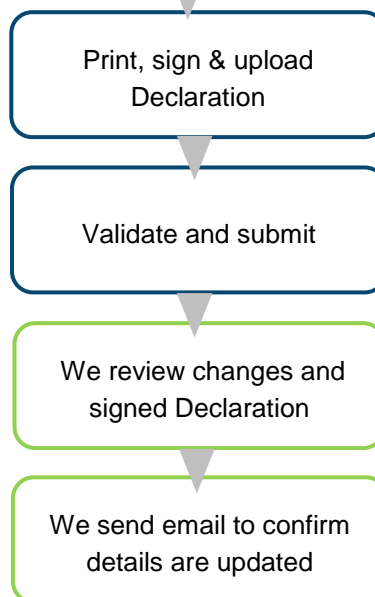 Print, sign & upload
Declaration
Validate and submit
We review changes and
signed Declaration
We send email to confirm
details are updated